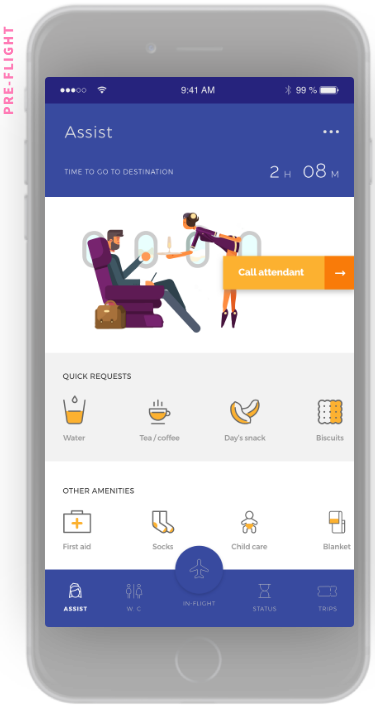 PRE-FLIGHT
9:41 AM
99 %
Assist
TIME TO GO TO DESTINATION
2 H 08 M
Call attendant →
QUICK REQUESTS
Water Tea / coffee Day's snack Biscuits
OTHER AMENITIES
First aid Socks Child care Blanket
ASSIST W. C IN-FLIGHT STATUS TRIPS